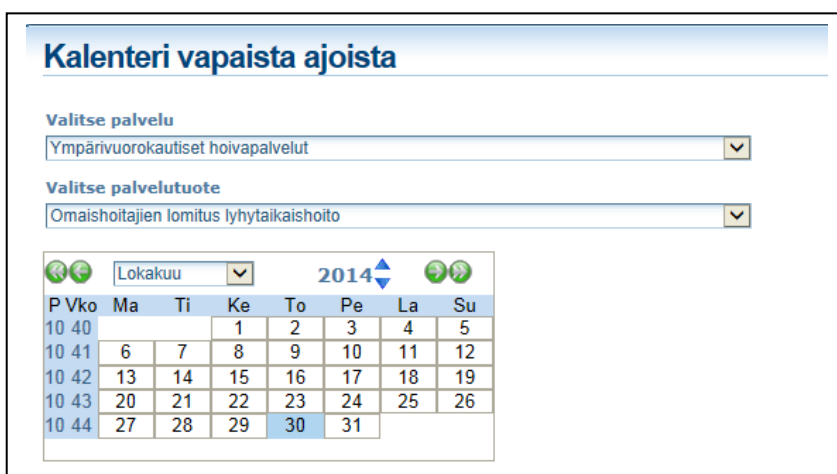 Kalenteri vapaista ajoista
Valitse palvelu
Ympärivuorokautiset hoivapalvelut
Valitse palvelutuote
Omaishoitajien lomitus lyhytaikaishoito
Lokakuu 2014
P Vko Ma Ti Ke To Pe La Su
10 40 1 2 3 4 5
10 41 6 7 8 9 10 11 12
10 42 13 14 15 16 17 18 19
10 43 20 21 22 23 24 25 26
10 44 27 28 29 30 31